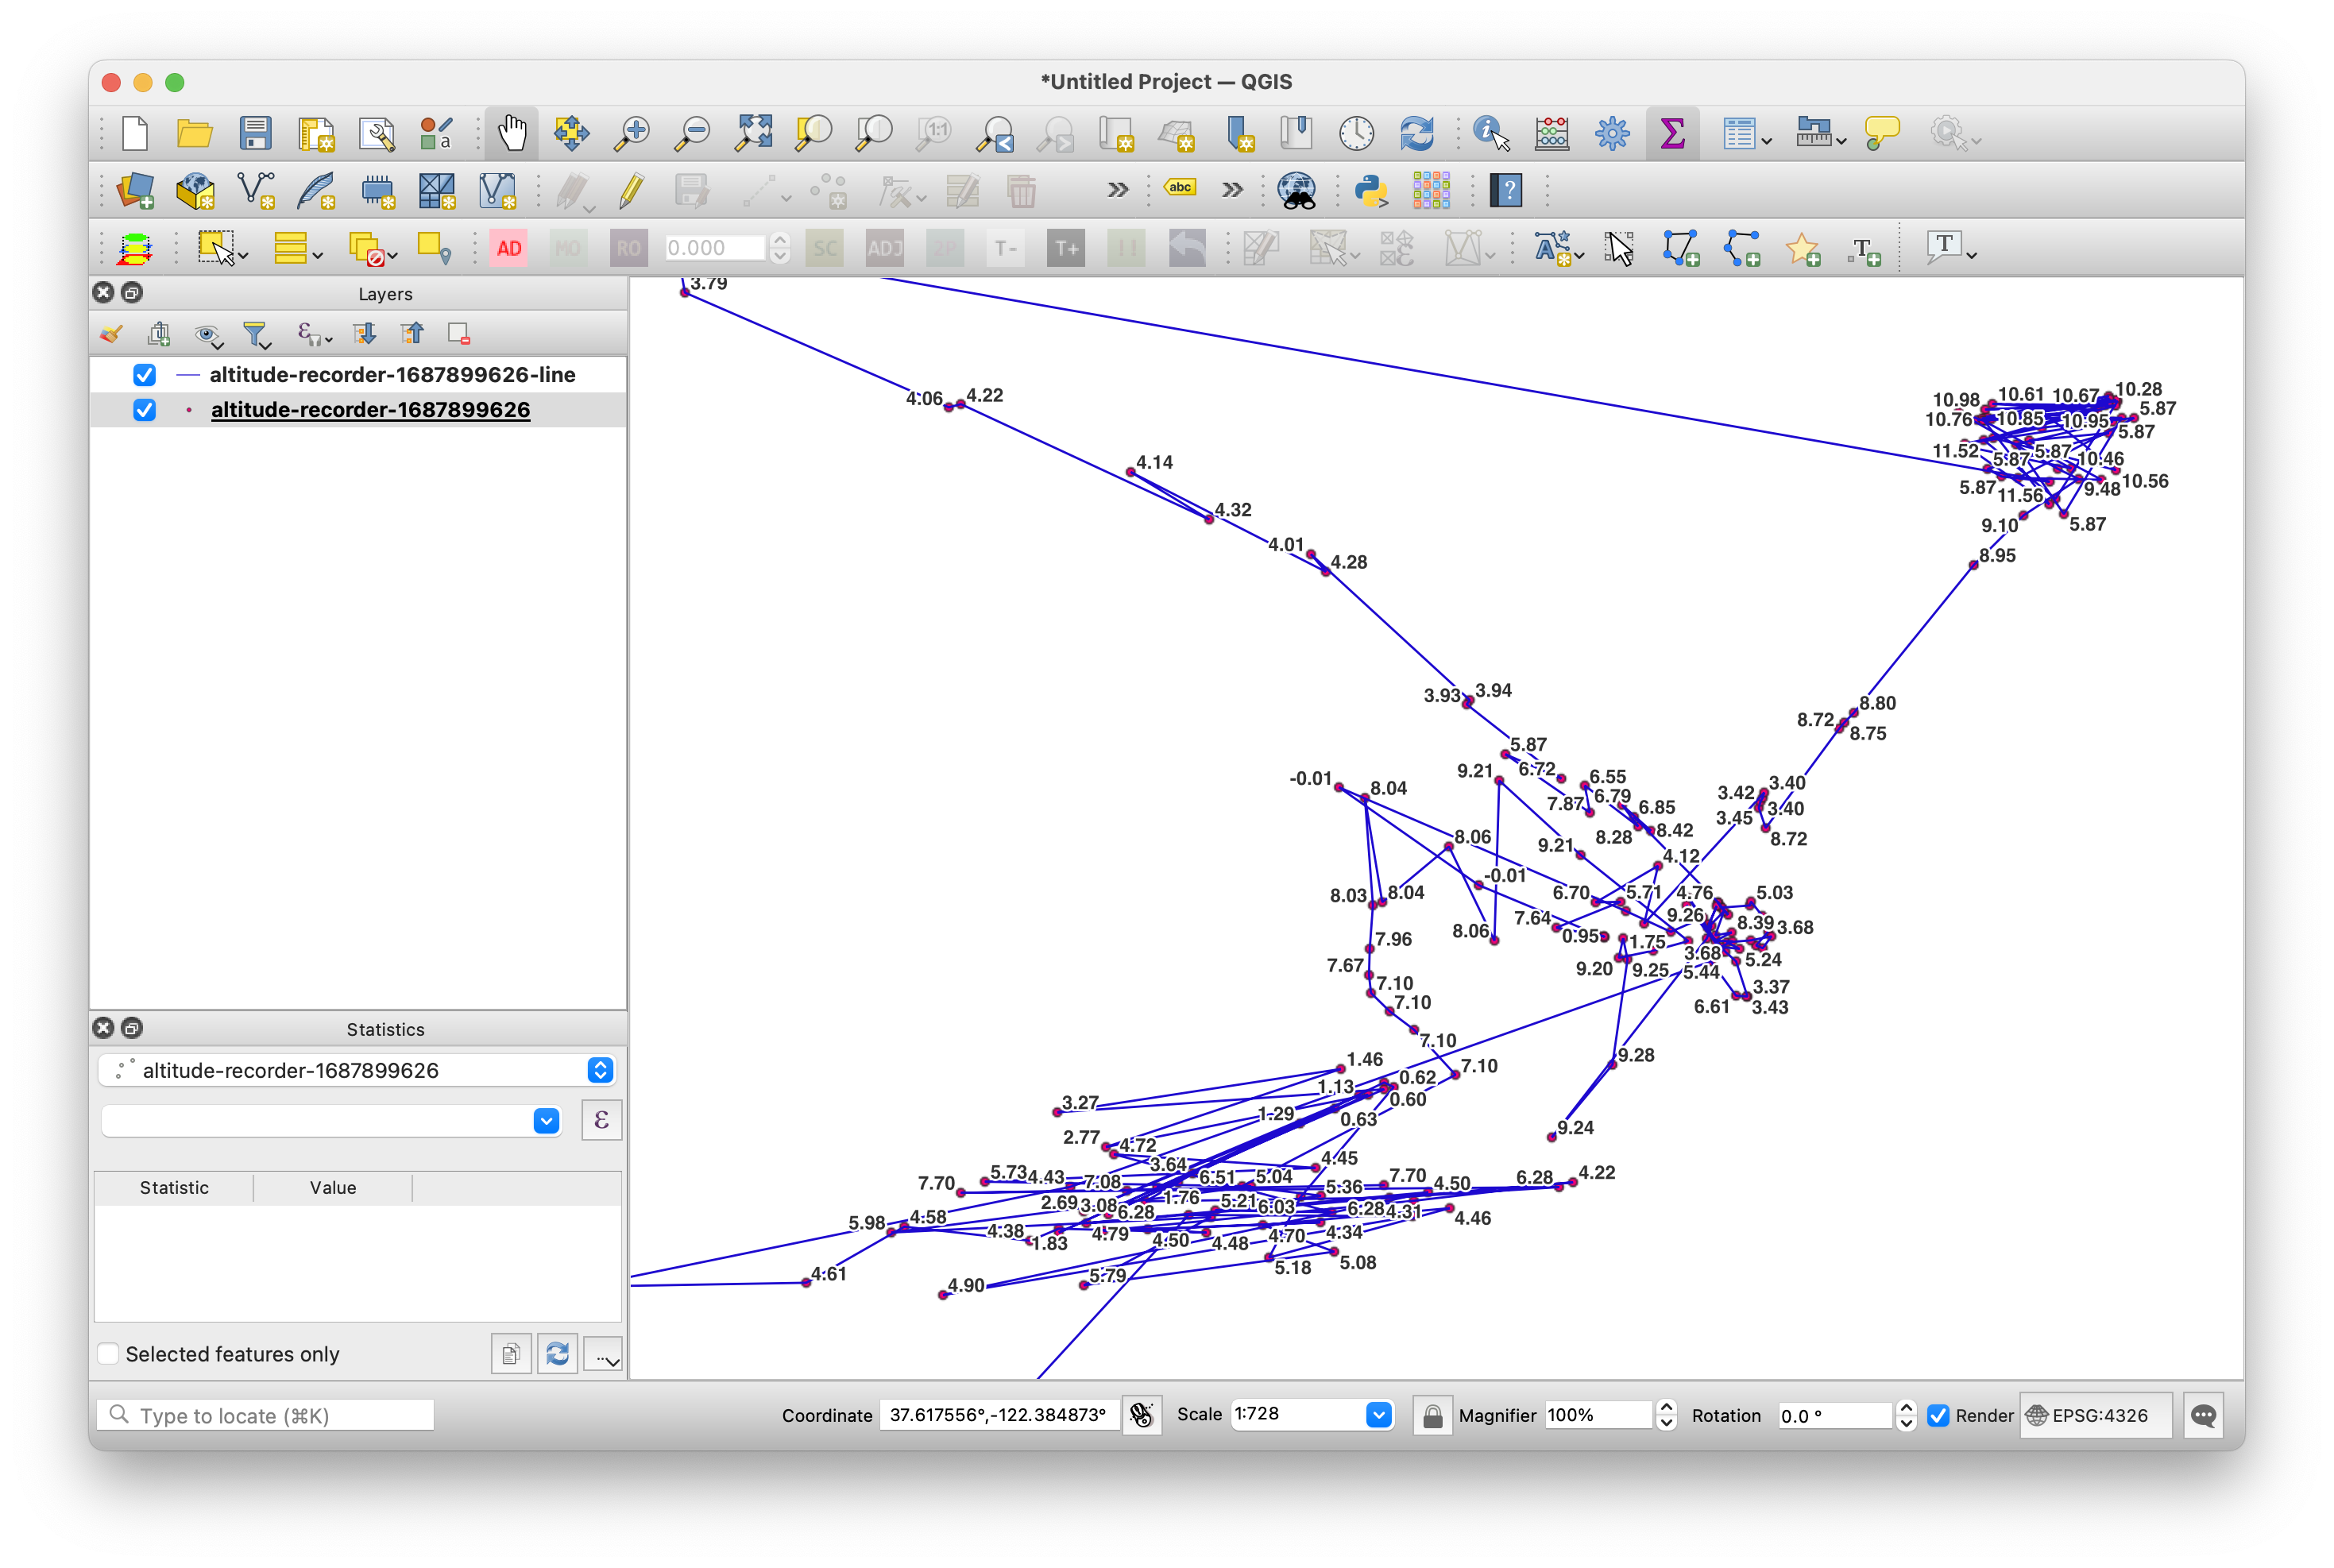 *Untitled Project — QGIS
1:1
a
abc
?
AD
MO
RO
0.000
SC
ADJ
ZP
T-
T+
!!
T
T
Layers
altitude-recorder-1687899626-line
altitude-recorder-1687899626
Statistics
altitude-recorder-1687899626
ε
Statistic Value
Selected features only
3.79
4.06 4.22
4.14
4.32
4.01
4.28
3.93 3.94
10.98 10.61 10.67 10.28
5.87
10.76 10.85 10.95
5.87
11.52 5.87 5.87 10.46
5.87 11.56 9.48 10.56
9.10 5.87
8.95
8.80
8.72
8.75
5.87
-0.01 8.04 9.21 6.72 6.55
7.87 6.79 6.85
3.42 3.40
3.45 3.40
8.72
8.06 9.21 8.28 8.42
4.12
-0.01
8.03 8.04 6.70 5.71 4.76 5.03
7.64 9.26 8.39 3.68
8.06 0.95 1.75
7.96 3.68
7.67 9.20 9.25 5.44 5.24
7.10 3.37
7.10 6.61 3.43
7.10
1.46 7.10 9.28
1.13 0.62
3.27 0.60
1.29 0.63
2.77 4.72 9.24
3.64 4.45
7.70 5.73 4.43 7.08 6.51 5.04 7.70 4.50 6.28 4.22
2.69 3.08 1.76 5.21 5.36
6.28 6.03 6.28 4.31 4.46
5.98 4.58
4.38 1.83 4.79 4.50 4.48 4.70 4.34
5.18 5.08
4.61 5.79
4.90
Type to locate (⌘K)
Coordinate 37.617556°,-122.384873° Scale 1:728 Magnifier 100% Rotation 0.0 ° Render EPSG:4326